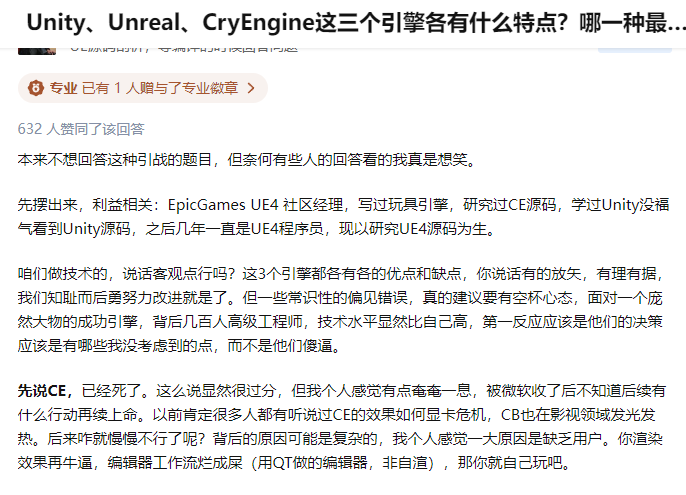 Unity、Unreal、CryEngine这三个引擎各有什么特点？哪一种最...
专业 已有 1 人赠与了专业徽章 >
632 人赞同了该回答
本来不想回答这种引战的题目，但奈何有些人的回答看的我真是想笑。
先摆出来，利益相关：EpicGames UE4 社区经理，写过玩具引擎，研究过CE源码，学过Unity没福
气看到Unity源码，之后几年一直是UE4程序员，现以研究UE4源码为生。
咱们做技术的，说话客观点行吗？这3个引擎都各有各的优点和缺点，你说话有的放矢，有理有据，
我们知耻而后勇努力改进就是了。但一些常识性的偏见错误，真的建议要有空杯心态，面对一个庞
然大物的成功引擎，背后几百人高级工程师，技术水平显然比自己高，第一反应应该是他们的决策
应该是有哪些我没考虑到的点，而不是他们傻逼。
先说CE，已经死了。这么说显然很过分，但我个人感觉有点奄奄一息，被微软收了后不知道后续有
什么行动再续上命。以前肯定很多人都有听说过CE的效果如何显卡危机，CB也在影视领域发光发
热。后来咋就慢慢不行了呢？背后的原因可能是复杂的，我个人感觉一大原因是缺乏用户。你渲染
效果再牛逼，编辑器工作流烂成屎（用QT做的编辑器，非自渲），那你就自己玩吧。